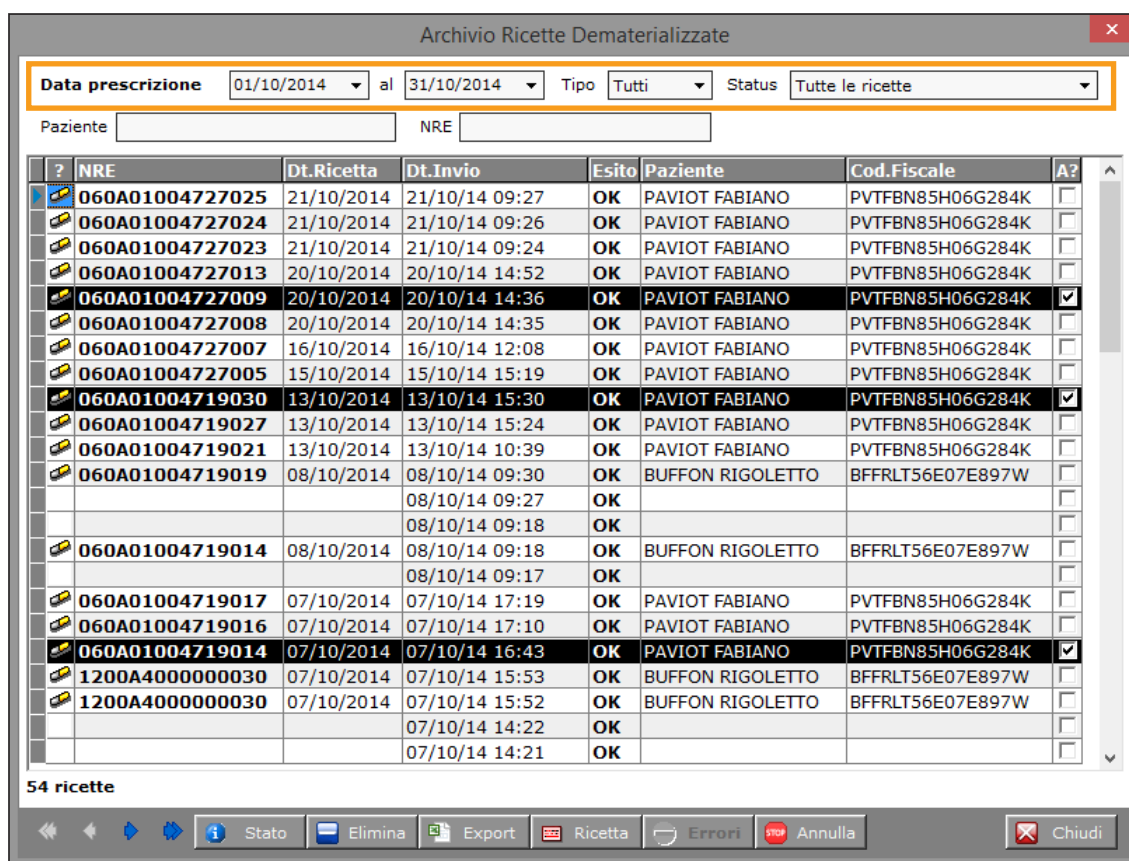 Archivio Ricette Dematerializzate
Data prescrizione 01/10/2014 al 31/10/2014 Tipo Tutti Status Tutte le ricette
Paziente NRE
? NRE Dt.Ricetta Dt.Invio Esito Paziente Cod.Fiscale A?
060A01004727025 21/10/2014 21/10/14 09:27 OK PAVIOT FABIANO PVTFBN85H06G284K
060A01004727024 21/10/2014 21/10/14 09:26 OK PAVIOT FABIANO PVTFBN85H06G284K
060A01004727023 21/10/2014 21/10/14 09:24 OK PAVIOT FABIANO PVTFBN85H06G284K
060A01004727013 20/10/2014 20/10/14 14:52 OK PAVIOT FABIANO PVTFBN85H06G284K
060A01004727009 20/10/2014 20/10/14 14:36 OK PAVIOT FABIANO PVTFBN85H06G284K
060A01004727008 20/10/2014 20/10/14 14:35 OK PAVIOT FABIANO PVTFBN85H06G284K
060A01004727007 16/10/2014 16/10/14 12:08 OK PAVIOT FABIANO PVTFBN85H06G284K
060A01004727005 15/10/2014 15/10/14 15:19 OK PAVIOT FABIANO PVTFBN85H06G284K
060A01004719030 13/10/2014 13/10/14 15:30 OK PAVIOT FABIANO PVTFBN85H06G284K
060A01004719027 13/10/2014 13/10/14 15:24 OK PAVIOT FABIANO PVTFBN85H06G284K
060A01004719021 13/10/2014 13/10/14 10:39 OK PAVIOT FABIANO PVTFBN85H06G284K
060A01004719019 08/10/2014 08/10/14 09:30 OK BUFFON RIGOLETTO BFFRLT56E07E897W
08/10/14 09:27 OK
08/10/14 09:18 OK
060A01004719014 08/10/2014 08/10/14 09:18 OK BUFFON RIGOLETTO BFFRLT56E07E897W
08/10/14 09:17 OK
060A01004719017 07/10/2014 07/10/14 17:19 OK PAVIOT FABIANO PVTFBN85H06G284K
060A01004719016 07/10/2014 07/10/14 17:10 OK PAVIOT FABIANO PVTFBN85H06G284K
060A01004719014 07/10/2014 07/10/14 16:43 OK PAVIOT FABIANO PVTFBN85H06G284K
1200A4000000030 07/10/2014 07/10/14 15:53 OK BUFFON RIGOLETTO BFFRLT56E07E897W
1200A4000000030 07/10/2014 07/10/14 15:52 OK BUFFON RIGOLETTO BFFRLT56E07E897W
07/10/14 14:22 OK
07/10/14 14:21 OK
54 ricette
Stato Elimina Export Ricetta Errori STOP Annulla Chiudi